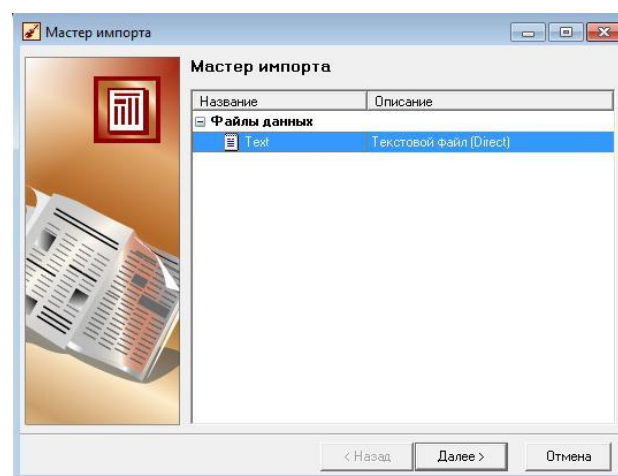 Мастер импорта
Мастер импорта
Название Описание
Файлы данных
Text Текстовой файл (Direct)
< Назад Далее > Отмена